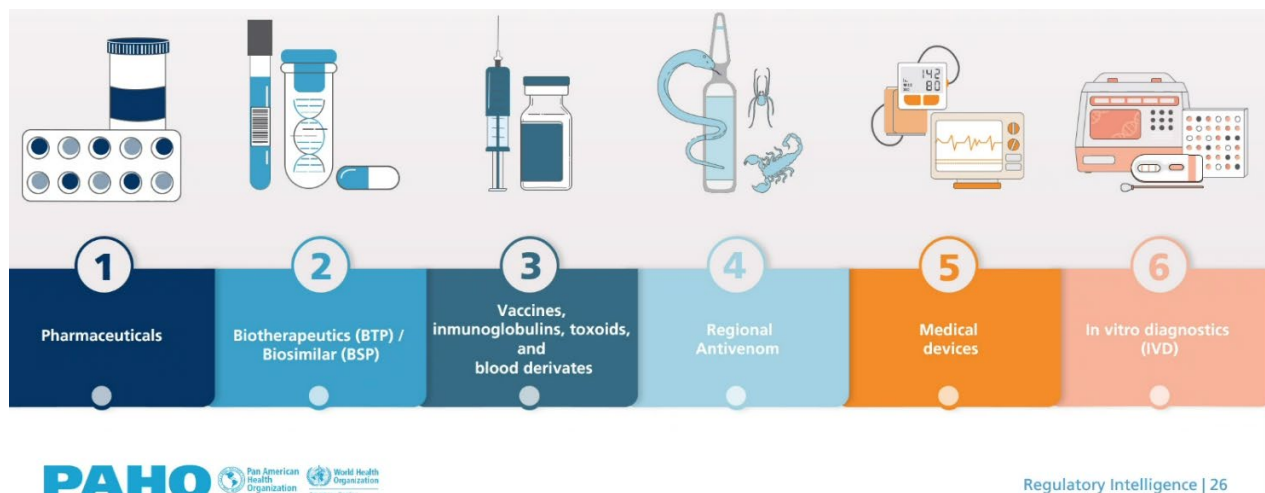 142
80
1
2
3
4
5
6
Pharmaceuticals
Biotherapeutics (BTP) /
Biosimilar (BSP)
Vaccines,
inmunoglobulins, toxoids,
and
blood derivates
Regional
Antivenom
Medical
devices
In vitro diagnostics
(IVD)
PAHO
Pan American
Health
Organization
World Health
Organization
Regulatory Intelligence | 26